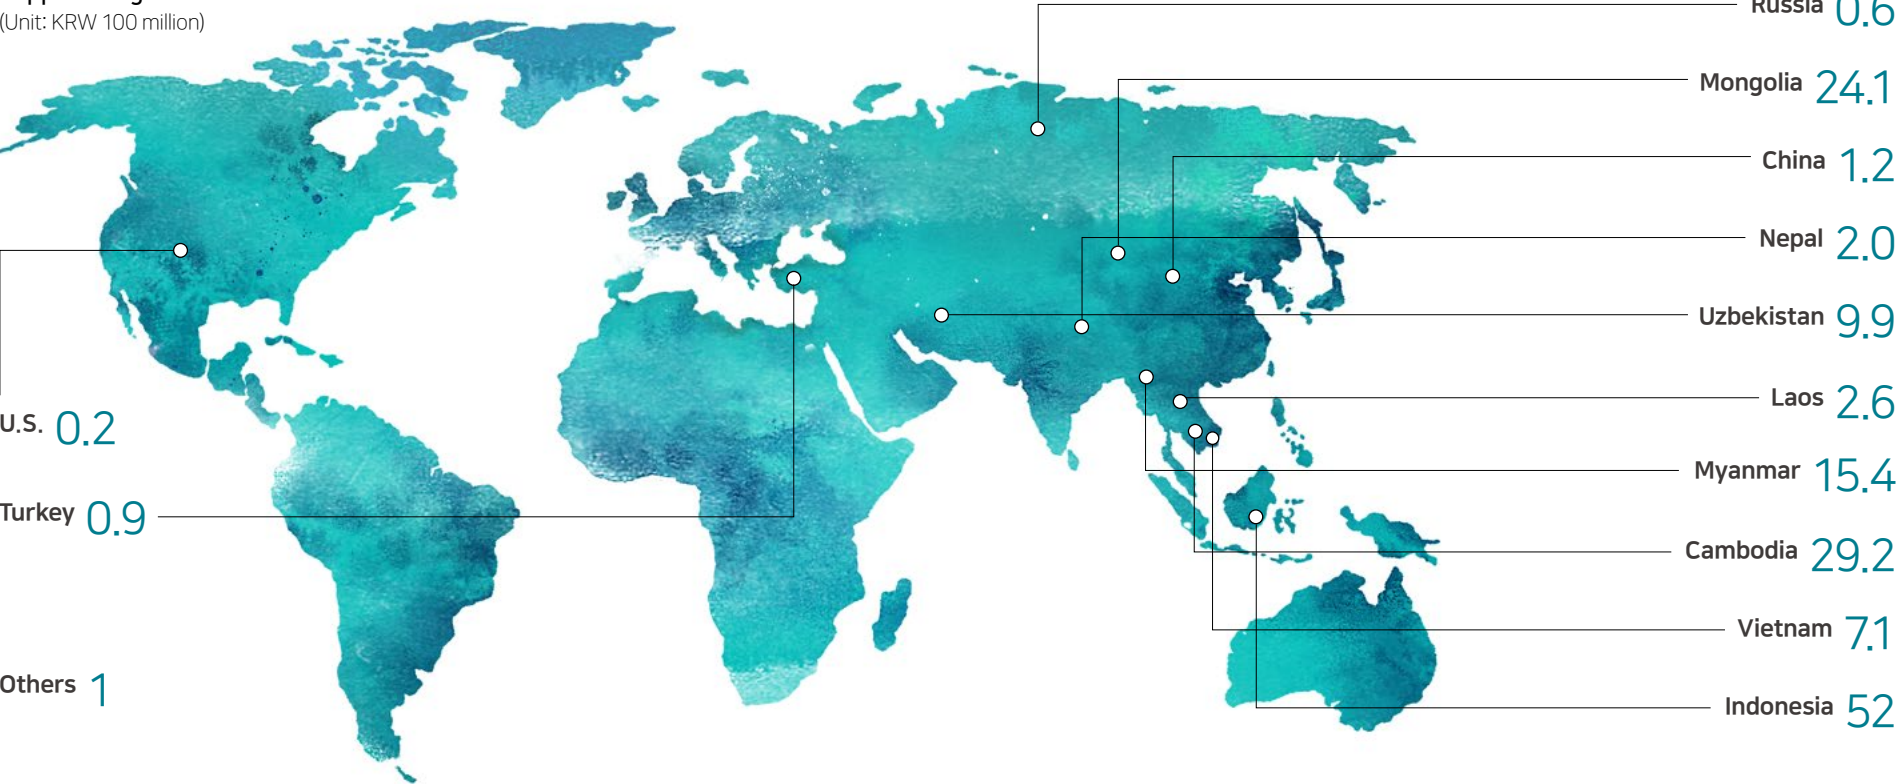 (Unit: KRW 100 million)
Russia 0.6
Mongolia 24.1
China 1.2
Nepal 2.0
Uzbekistan 9.9
Laos 2.6
Myanmar 15.4
Cambodia 29.2
Vietnam 7.1
Indonesia 52
U.S. 0.2
Turkey 0.9
Others 1